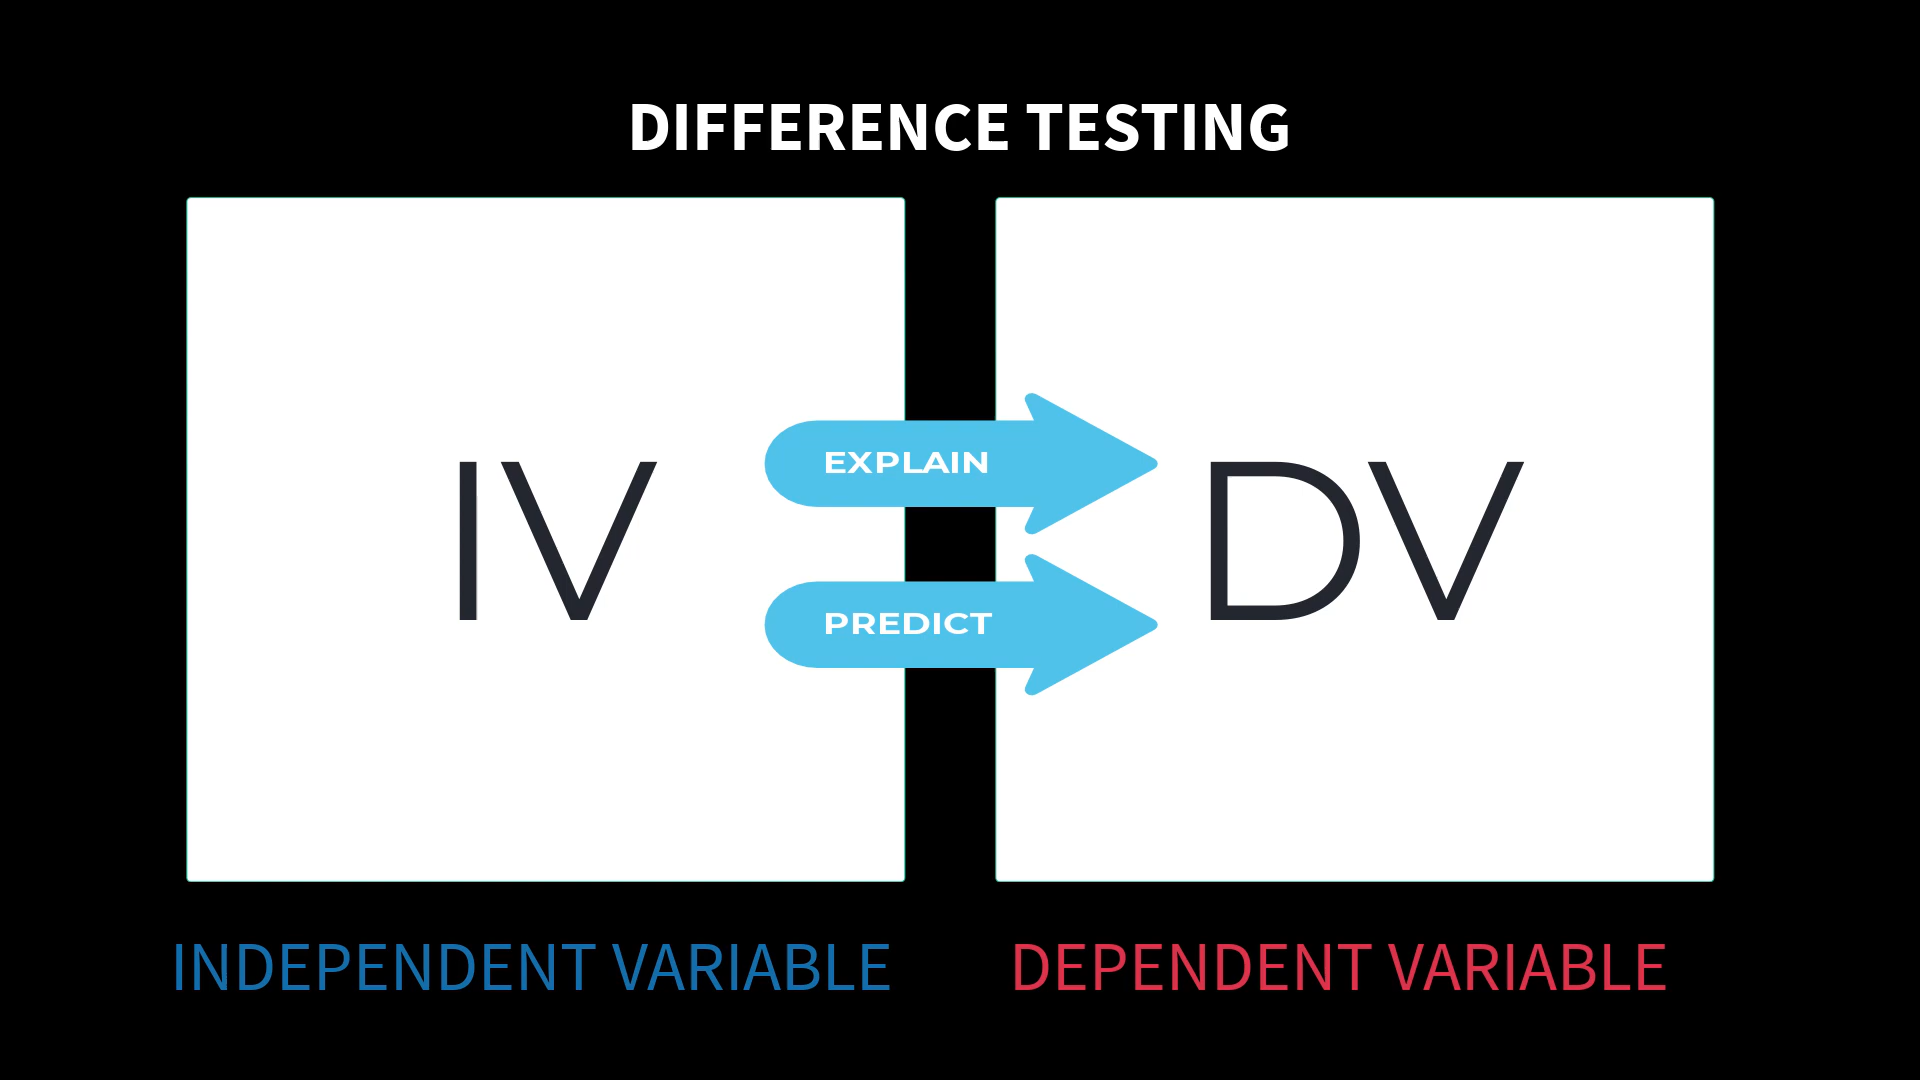 DIFFERENCE TESTING
IV
EXPLAIN
PREDICT
DV
INDEPENDENT VARIABLE
DEPENDENT VARIABLE